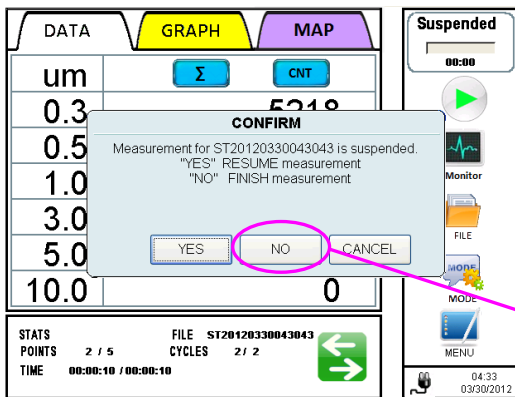 DATA
GRAPH
MAP
um
Σ
CNT
0.3
0.5
1.0
3.0
5.0
10.0
0
CONFIRM
Measurement for ST20120330043043 is suspended.
"YES" RESUME measurement
"NO" FINISH measurement
YES
NO
CANCEL
STATS
FILE ST20120330043043
POINTS 2 / 5
CYCLES 2 / 2
TIME 00:00:10 / 00:00:10
Suspended
00:00
Monitor
FILE
MODE
MODE
MENU
04:33
03/30/2012